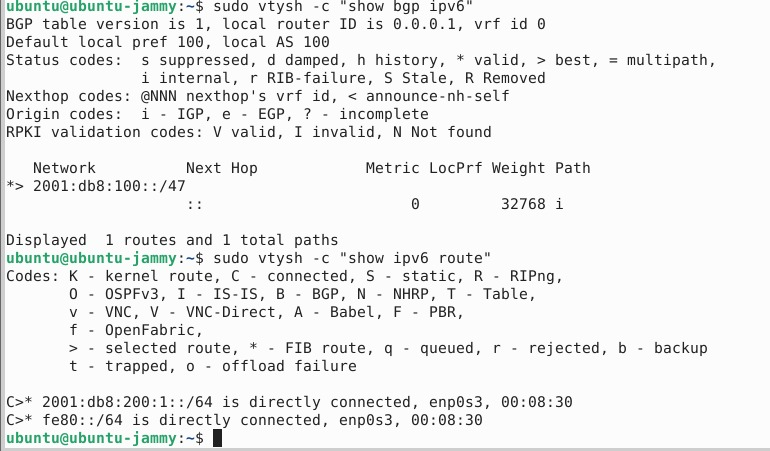 ubuntu@ubuntu-jammy:~$ sudo vtysh -c "show bgp ipv6"
BGP table version is 1, local router ID is 0.0.0.1, vrf id 0
Default local pref 100, local AS 100
Status codes:  s suppressed, d damped, h history, * valid, > best, = multipath,
               i internal, r RIB-failure, S Stale, R Removed
Nexthop codes: @NNN nexthop's vrf id, < announce-nh-self
Origin codes:  i - IGP, e - EGP, ? - incomplete
RPKI validation codes: V valid, I invalid, N Not found

   Network          Next Hop            Metric LocPrf Weight Path
*> 2001:db8:100::/47
                    ::                       0         32768 i

Displayed  1 routes and 1 total paths
ubuntu@ubuntu-jammy:~$ sudo vtysh -c "show ipv6 route"
Codes: K - kernel route, C - connected, S - static, R - RIPng,
       O - OSPFv3, I - IS-IS, B - BGP, N - NHRP, T - Table,
       v - VNC, V - VNC-Direct, A - Babel, F - PBR,
       f - OpenFabric,
       > - selected route, * - FIB route, q - queued, r - rejected, b - backup
       t - trapped, o - offload failure

C>* 2001:db8:200:1::/64 is directly connected, enp0s3, 00:08:30
C>* fe80::/64 is directly connected, enp0s3, 00:08:30
ubuntu@ubuntu-jammy:~$